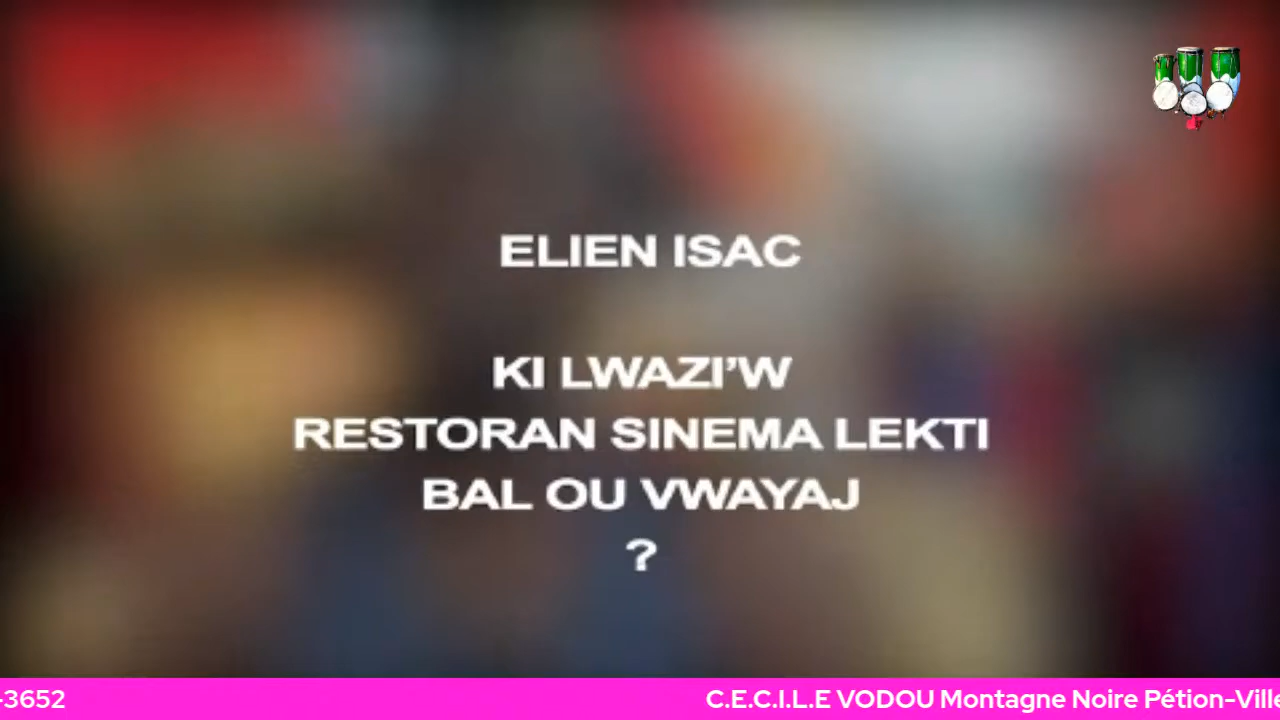 ELIEN ISAC
KI LWAZI’W
RESTORAN SINEMA LEKTI
BAL OU VWAYAJ
?
-3652 C.E.C.I.L.E VODOU Montagne Noire Pétion-Ville